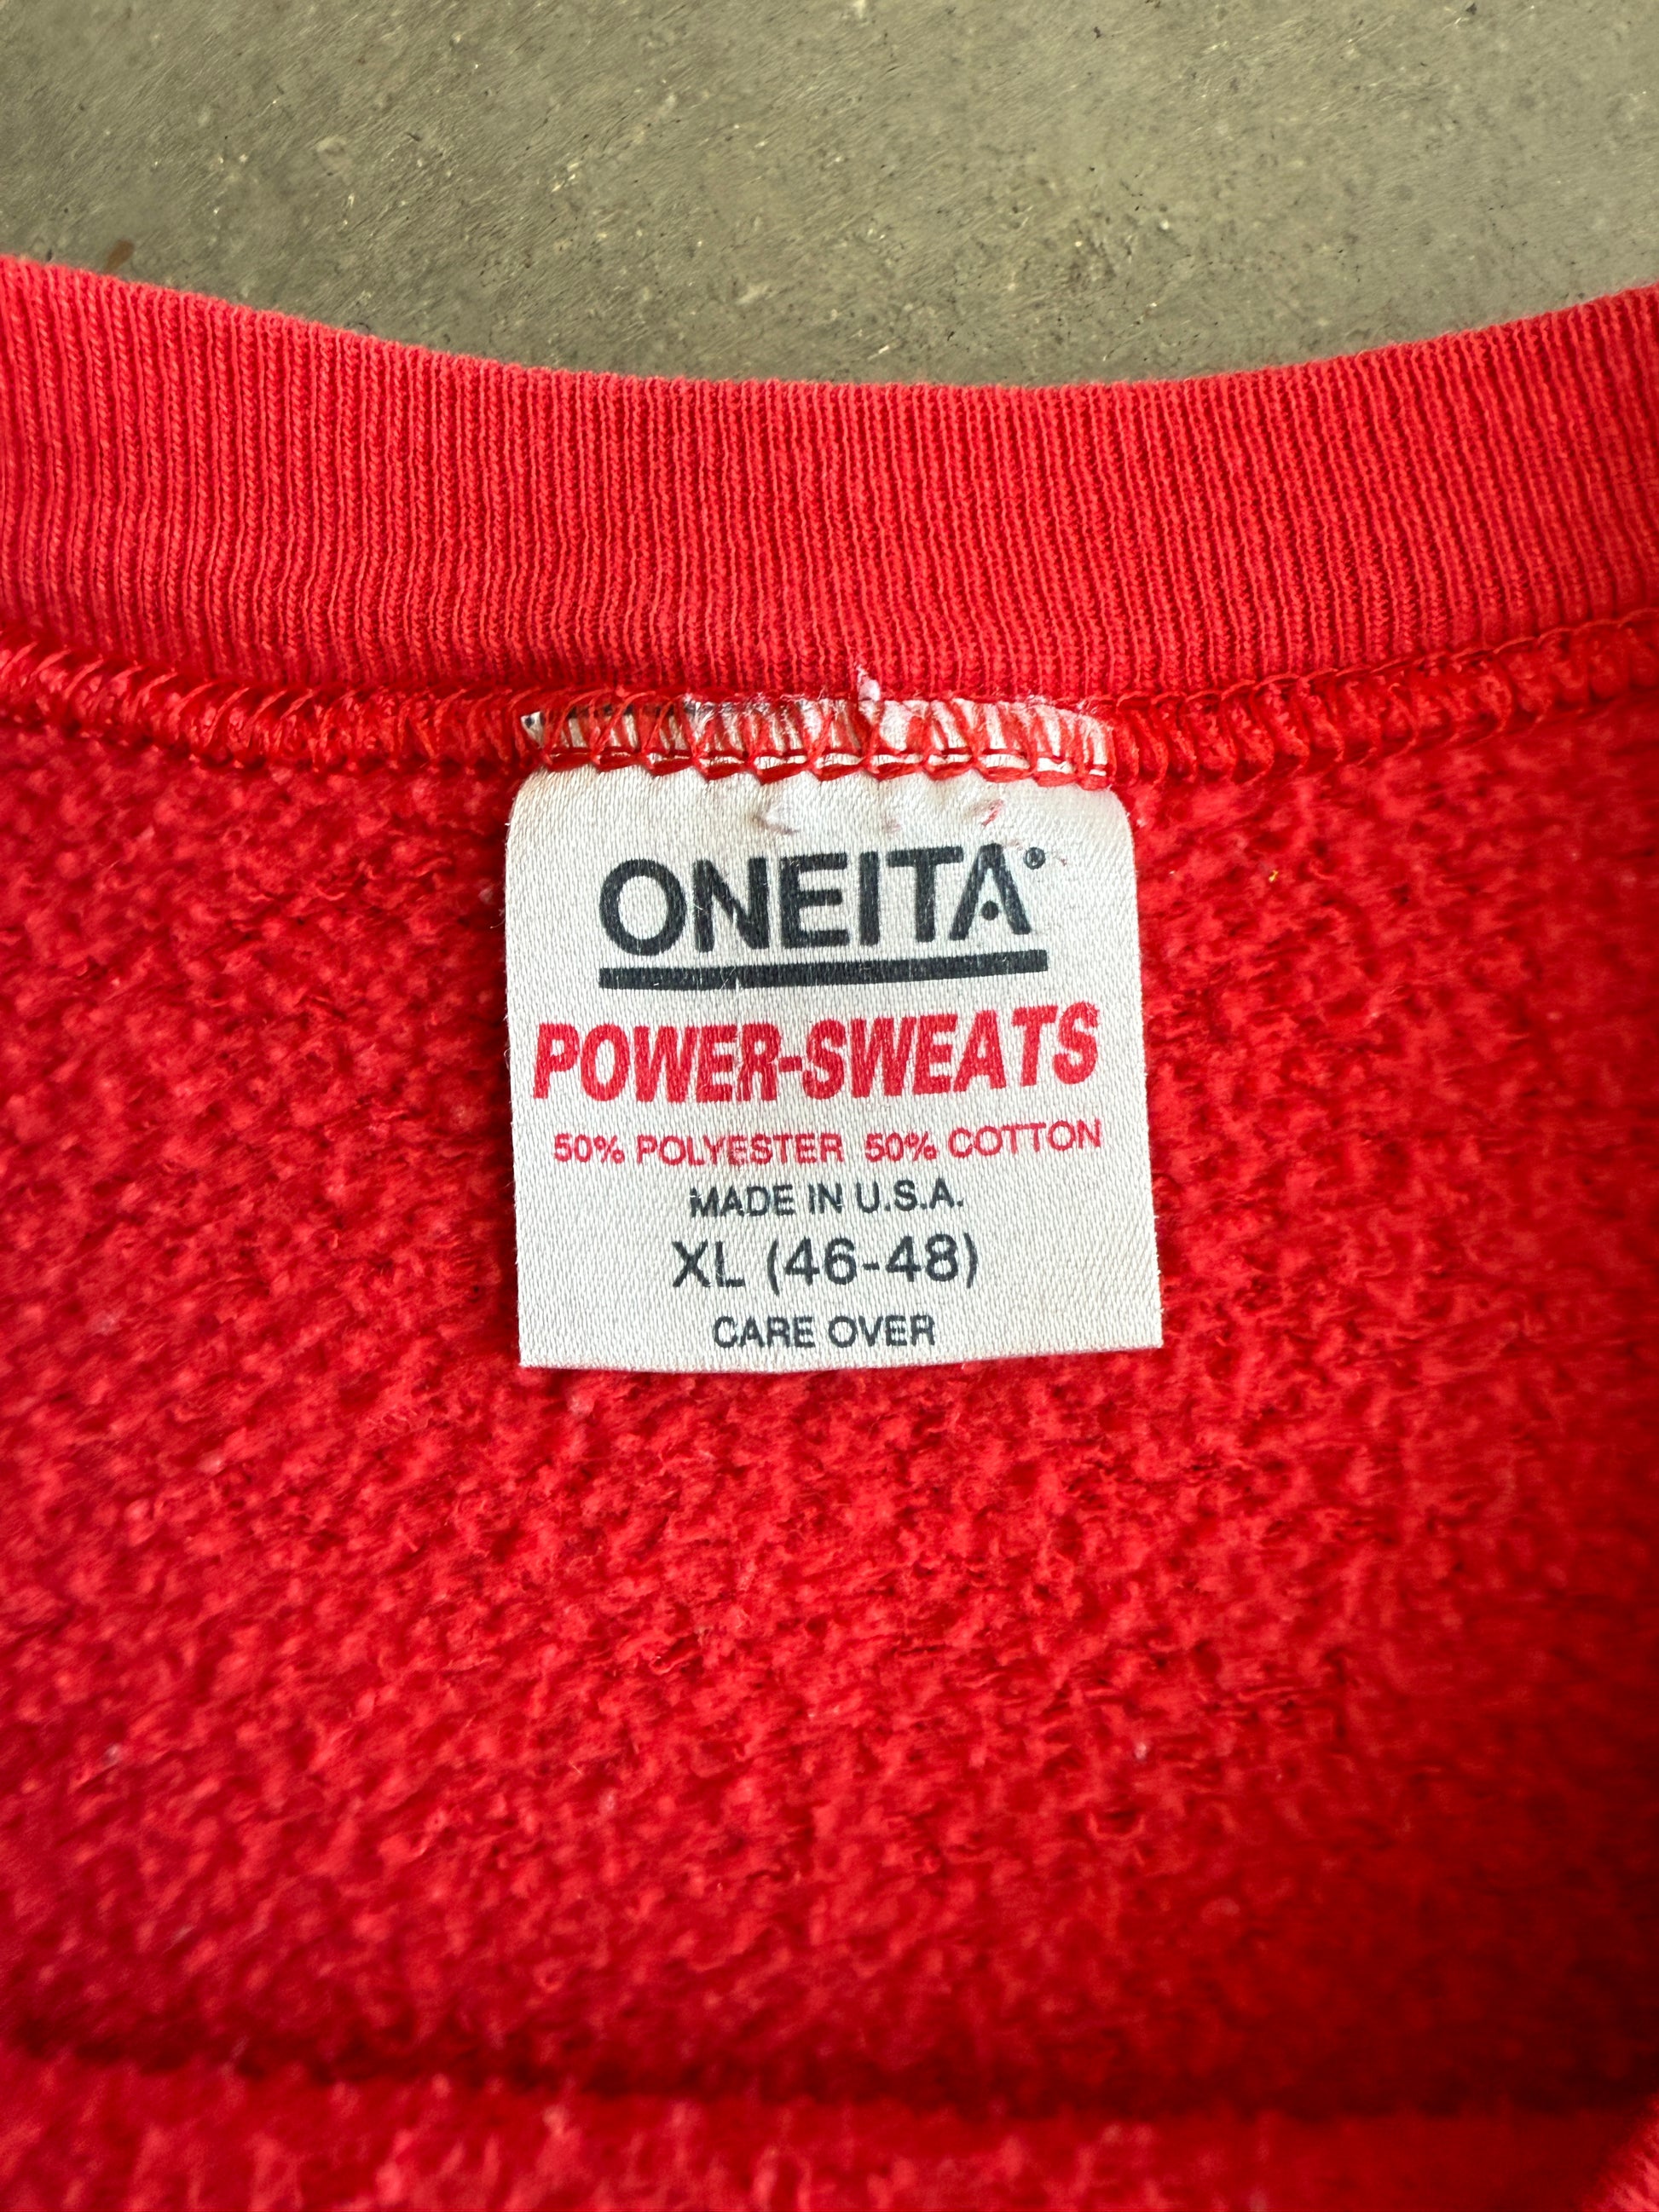 ONEITA®
POWER-SWEATS
50% POLYESTER 50% COTTON
MADE IN U.S.A.
XL (46-48)
CARE OVER